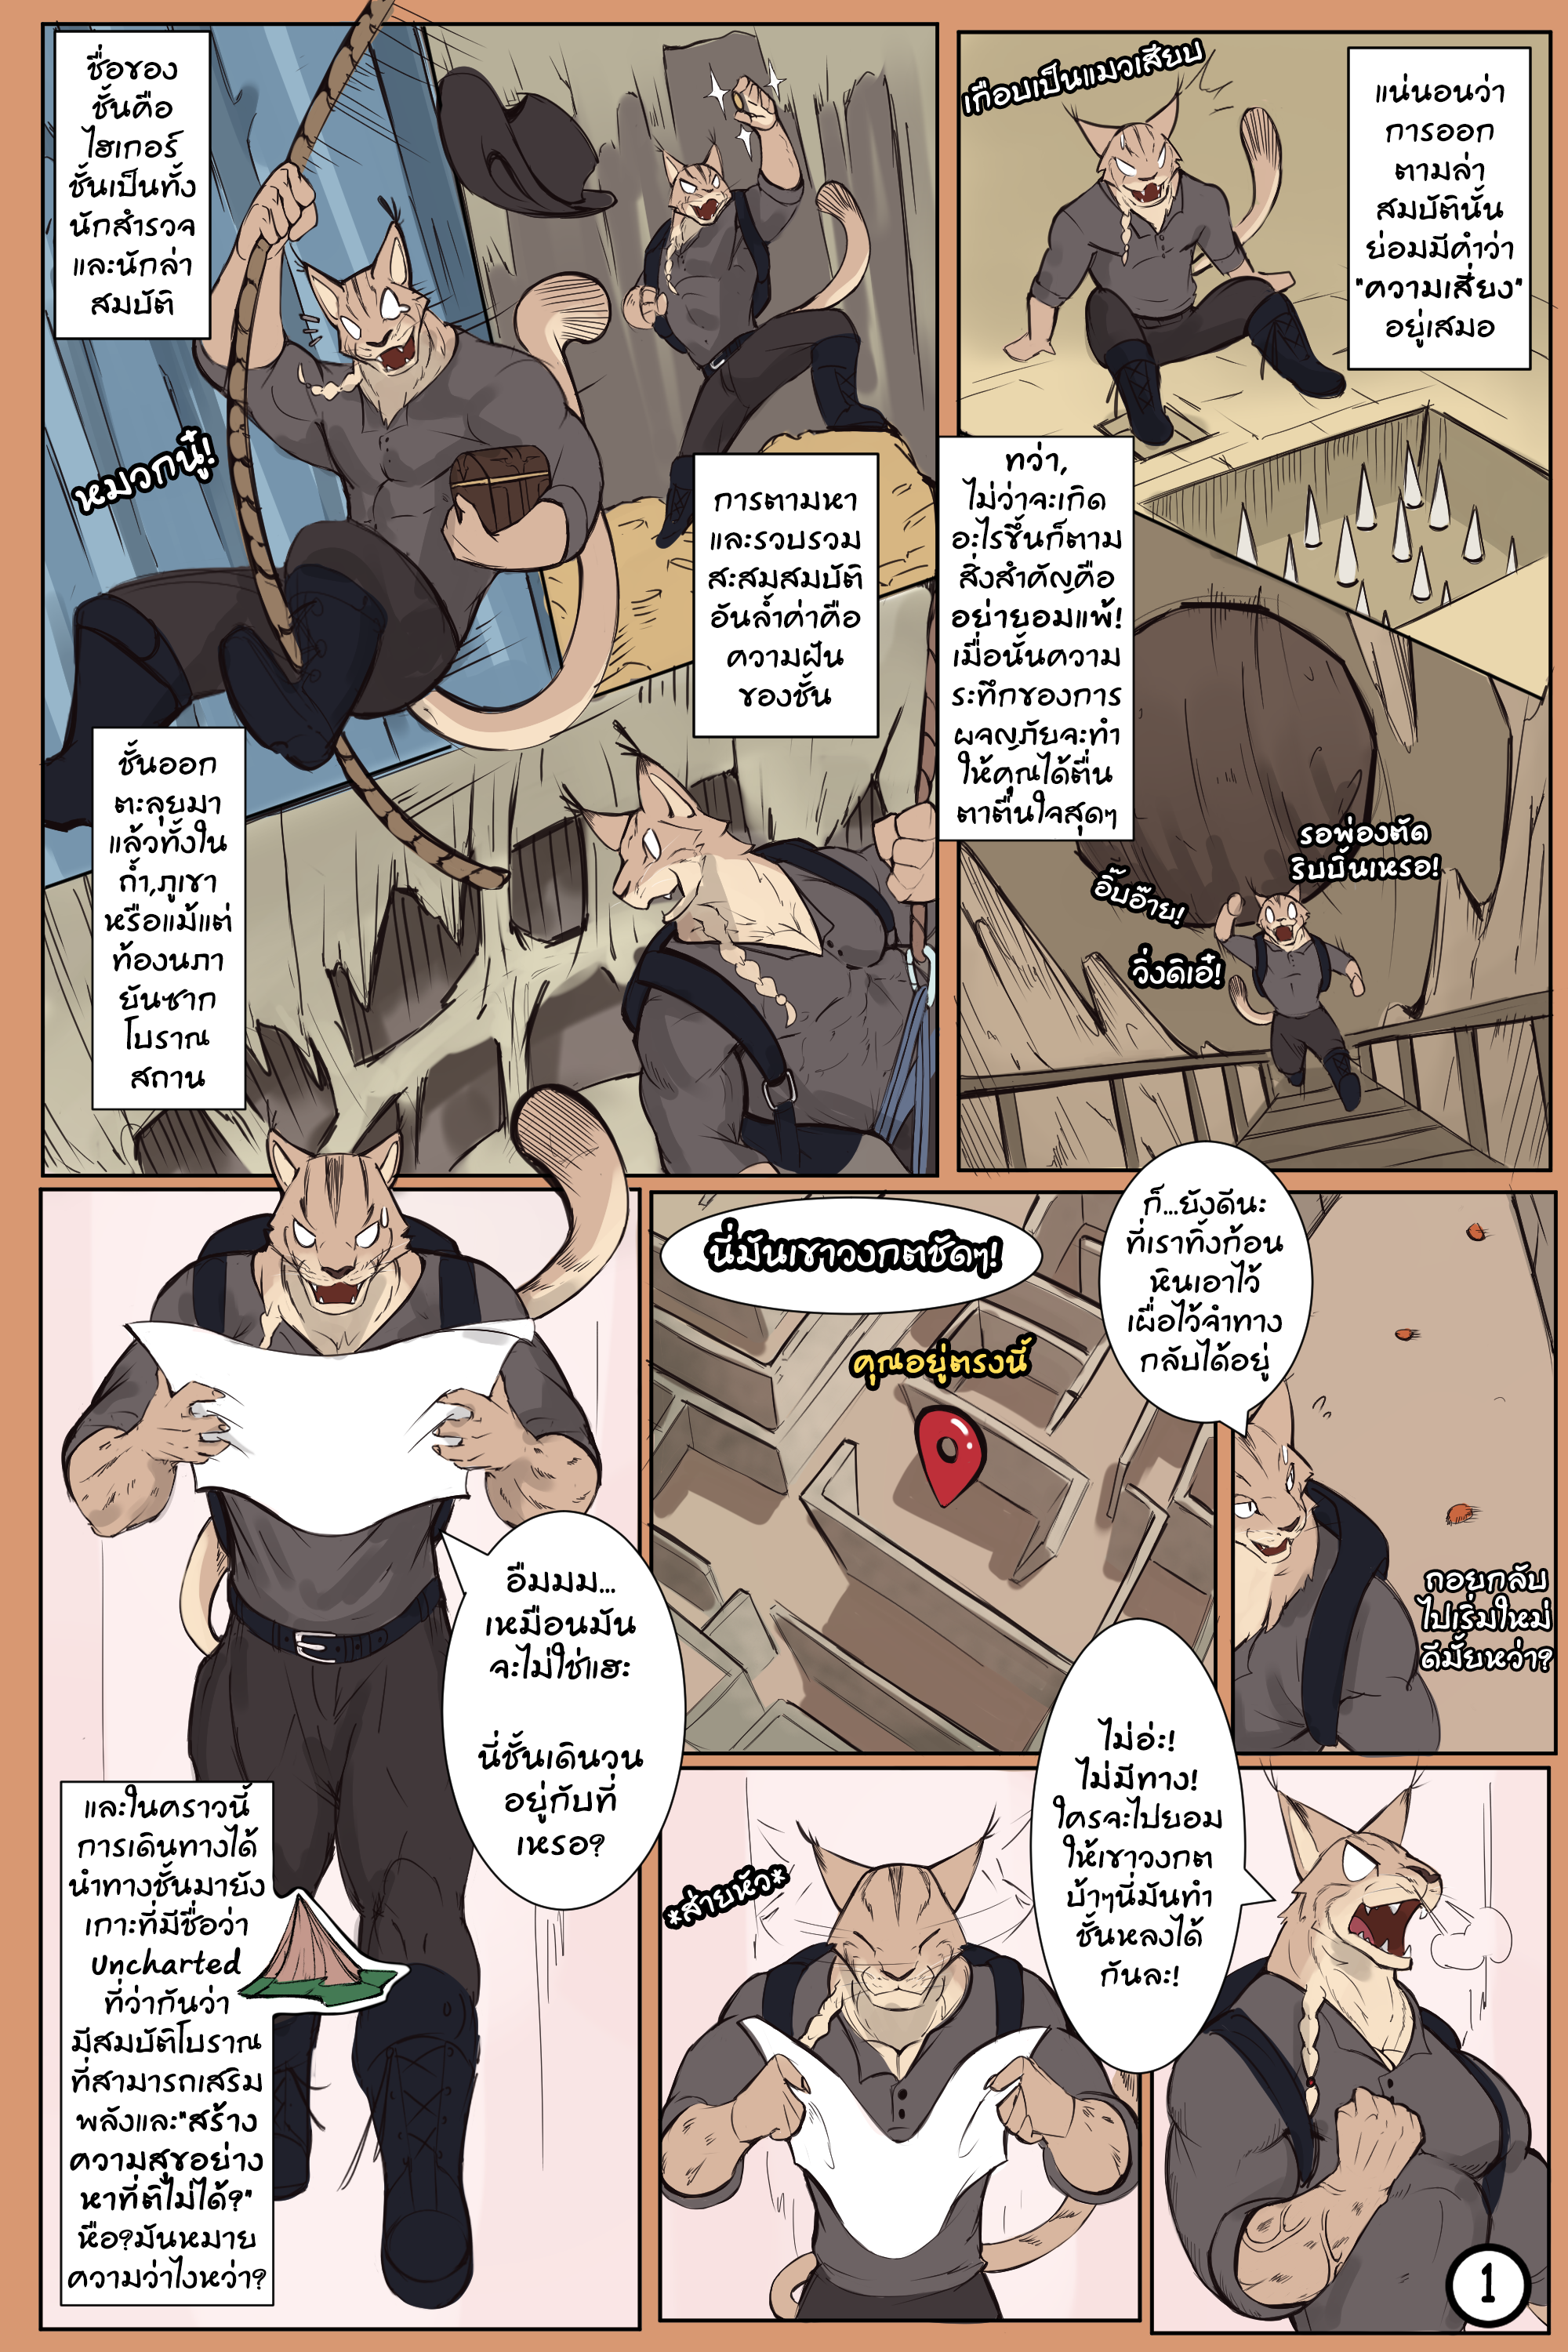 ชื่อของ
ชั้นคือ
ไฮเกอร์
ชั้นเป็นทั้ง
นักสำรวจ
และนักล่า
สมบัติ
หมวกนู๋!
การตามหา
และรวบรวม
สะสมสมบัติ
อันล้ำค่าคือ
ความฝัน
ของชั้น
ชั้นออก
ตะลุยมา
แล้วทั้งใน
ถ้ำ,ภูเขา
หรือแม้แต่
ท้องนภา
ยันซาก
โบราณ
สถาน
เกือบเป็นแมวเสียบ
แน่นอนว่า
การออก
ตามล่า
สมบัตินั้น
ย่อมมีคำว่า
"ความเสี่ยง"
อยู่เสมอ
ทว่า,
ไม่ว่าจะเกิด
อะไรขึ้นก็ตาม
สิ่งสำคัญคือ
อย่ายอมแพ้!
เมื่อนั้นความ
ระทึกของการ
ผจญภัยจะทำ
ให้คุณได้ตื่น
ตาตื่นใจสุดๆ
รอพ่องตัด
ริบบิ้นเหรอ!
อิ๊บอ๊าย!
วิ่งดิเอ๋!
อืมมม...
เหมือนมัน
จะไม่ใช่แฮะ
นี่ชั้นเดินวน
อยู่กับที่
เหรอ?
และในคราวนี้
การเดินทางได้
นำทางชั้นมายัง
เกาะที่มีชื่อว่า
Uncharted
ที่ว่ากันว่า
มีสมบัติโบราณ
ที่สามารถเสริม
พลังและ"สร้าง
ความสุขอย่าง
หาที่ติไม่ได้?"
หือ?มันหมาย
ความว่าไงหว่า?
นี่มันเขาวงกตชัดๆ!
คุณอยู่ตรงนี้
ก็...ยังดีนะ
ที่เราทิ้งก้อน
หินเอาไว้
เผื่อไว้จำทาง
กลับได้อยู่
ถอยกลับ
ไปเริ่มใหม่
ดีมั้ยหว่า?
*ส่ายหัว*
ไม่อ่ะ!
ไม่มีทาง!
ใครจะไปยอม
ให้เขาวงกต
บ้าๆนี่มันทำ
ชั้นหลงได้
กันละ!
1